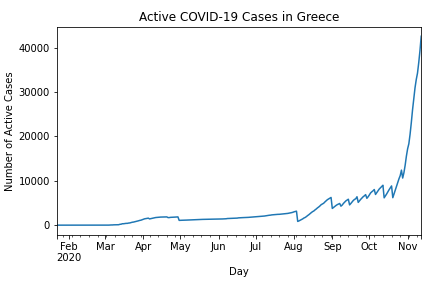 Active COVID-19 Cases in Greece
Number of Active Cases
40000
30000
20000
10000
0
Feb Mar Apr May Jun Jul Aug Sep Oct Nov
2020
Day